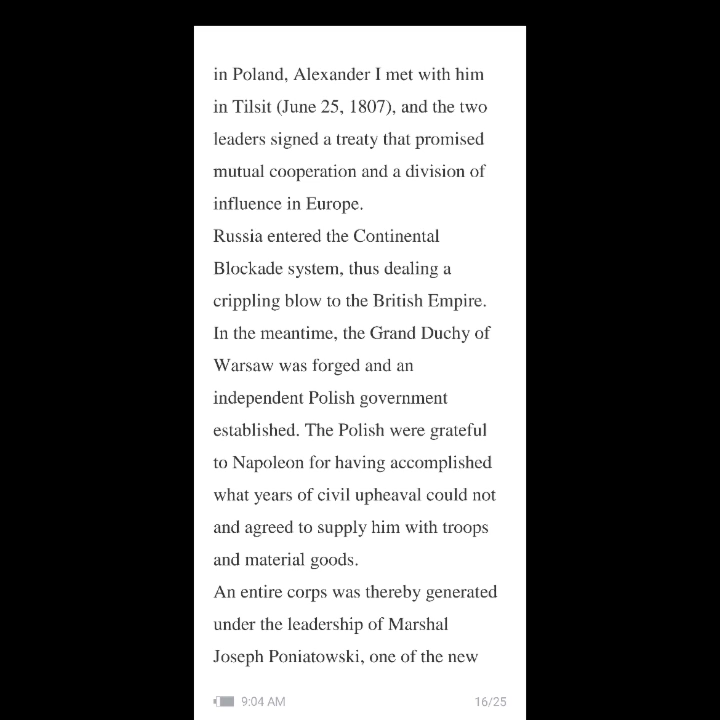 in Poland, Alexander I met with him
in Tilsit (June 25, 1807), and the two
leaders signed a treaty that promised
mutual cooperation and a division of
influence in Europe.
Russia entered the Continental
Blockade system, thus dealing a
crippling blow to the British Empire.
In the meantime, the Grand Duchy of
Warsaw was forged and an
independent Polish government
established. The Polish were grateful
to Napoleon for having accomplished
what years of civil upheaval could not
and agreed to supply him with troops
and material goods.
An entire corps was thereby generated
under the leadership of Marshal
Joseph Poniatowski, one of the new
9:04 AM 16/25